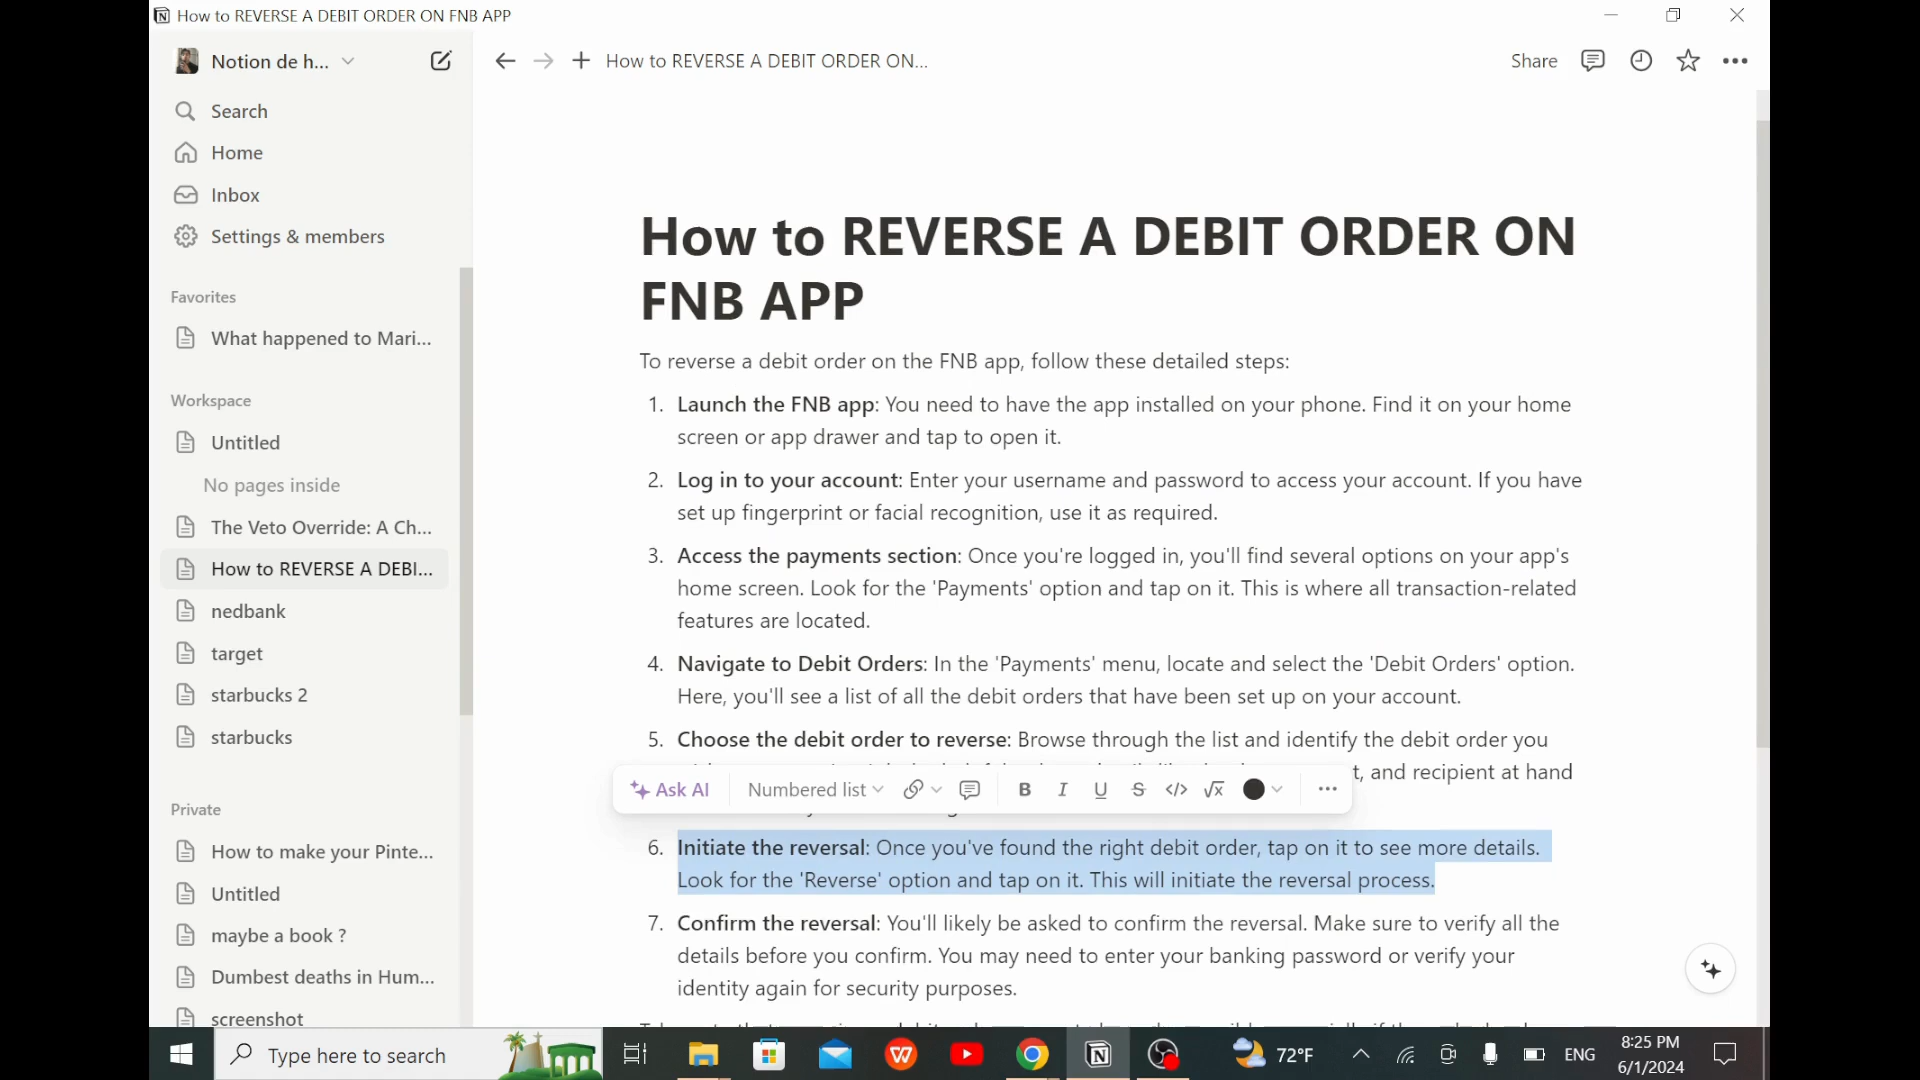 How to REVERSE A DEBIT ORDER ON FNB APP
Notion de h...
How to REVERSE A DEBIT ORDER ON...
Share
Search
Home
Inbox
Settings & members
Favorites
What happened to Mari...
Workspace
Untitled
No pages inside
The Veto Override: A Ch...
How to REVERSE A DEBI...
nedbank
target
starbucks 2
starbucks
Private
How to make your Pinte...
Untitled
maybe a book ?
Dumbest deaths in Hum...
screenshot
How to REVERSE A DEBIT ORDER ON
FNB APP
To reverse a debit order on the FNB app, follow these detailed steps:
1. Launch the FNB app: You need to have the app installed on your phone. Find it on your home
screen or app drawer and tap to open it.
2. Log in to your account: Enter your username and password to access your account. If you have
set up fingerprint or facial recognition, use it as required.
3. Access the payments section: Once you're logged in, you'll find several options on your app's
home screen. Look for the 'Payments' option and tap on it. This is where all transaction-related
features are located.
4. Navigate to Debit Orders: In the 'Payments' menu, locate and select the 'Debit Orders' option.
Here, you'll see a list of all the debit orders that have been set up on your account.
5. Choose the debit order to reverse: Browse through the list and identify the debit order you
, and recipient at hand
Ask AI
Numbered list
B
I
U
S
</>
√x
6. Initiate the reversal: Once you've found the right debit order, tap on it to see more details.
Look for the 'Reverse' option and tap on it. This will initiate the reversal process.
7. Confirm the reversal: You'll likely be asked to confirm the reversal. Make sure to verify all the
details before you confirm. You may need to enter your banking password or verify your
identity again for security purposes.
Type here to search
72°F
ENG
8:25 PM
6/1/2024